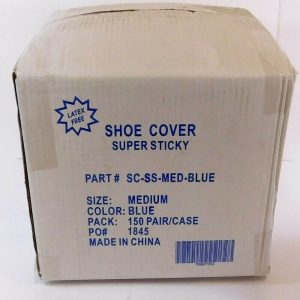 LATEX
FREE
SHOE COVER
SUPER STICKY
PART # SC-SS-MED-BLUE
SIZE: MEDIUM
COLOR: BLUE
PACK: 150 PAIR/CASE
PO# 1845
MADE IN CHINA